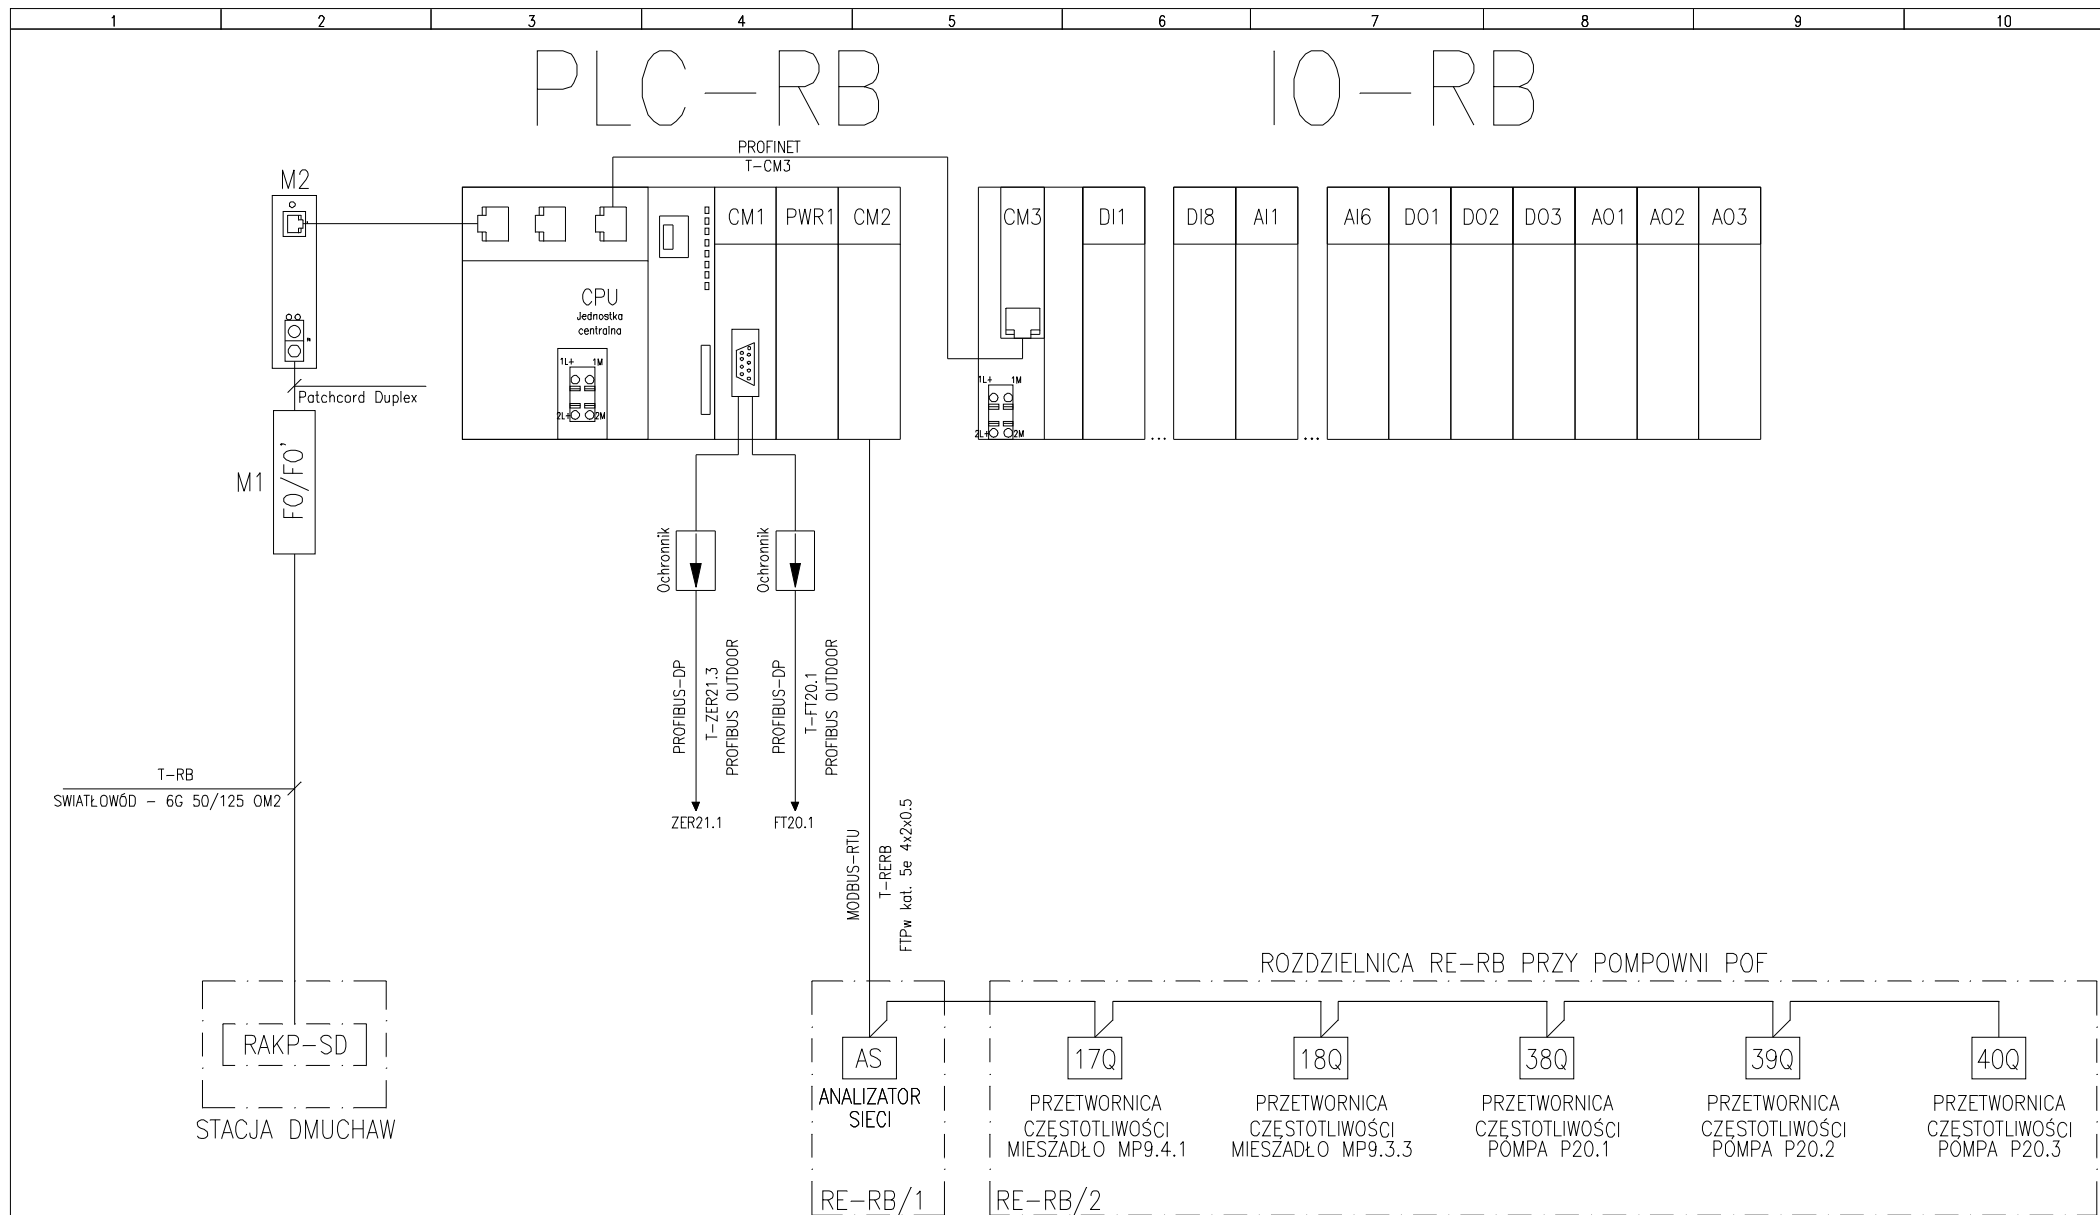 1 2 3 4 5 6 7 8 9 10
PLC-RB
IO-RB
PROFINET
T-CM3
M2
CM1 PWR1 CM2
CM3 DI1 DI8 AI1 AI6 DO1 DO2 DO3 AO1 AO2 AO3
CPU
Jednostka
centralna
1L+ 1M
2L+ 2M
1L+ 1M
2L+ 2M
... ...
Patchcord Duplex
M1
FO/FO'
Ochronnik
Ochronnik
PROFIBUS-DP
T-ZER21.3
PROFIBUS OUTDOOR
PROFIBUS-DP
T-FT20.1
PROFIBUS OUTDOOR
ZER21.1
FT20.1
T-RB
SWIATŁOWÓD - 6G 50/125 OM2
MODBUS-RTU
T-RERB
FTPw kat. 5e 4x2x0.5
ROZDZIELNICA RE-RB PRZY POMPOWNI POF
RAKP-SD
STACJA DMUCHAW
AS
ANALIZATOR
SIECI
RE-RB/1
17Q
PRZETWORNICA
CZĘSTOTLIWOŚCI
MIESZADŁO MP9.4.1
18Q
PRZETWORNICA
CZĘSTOTLIWOŚCI
MIESZADŁO MP9.3.3
38Q
PRZETWORNICA
CZĘSTOTLIWOŚCI
POMPA P20.1
39Q
PRZETWORNICA
CZĘSTOTLIWOŚCI
POMPA P20.2
40Q
PRZETWORNICA
CZĘSTOTLIWOŚCI
POMPA P20.3
RE-RB/2